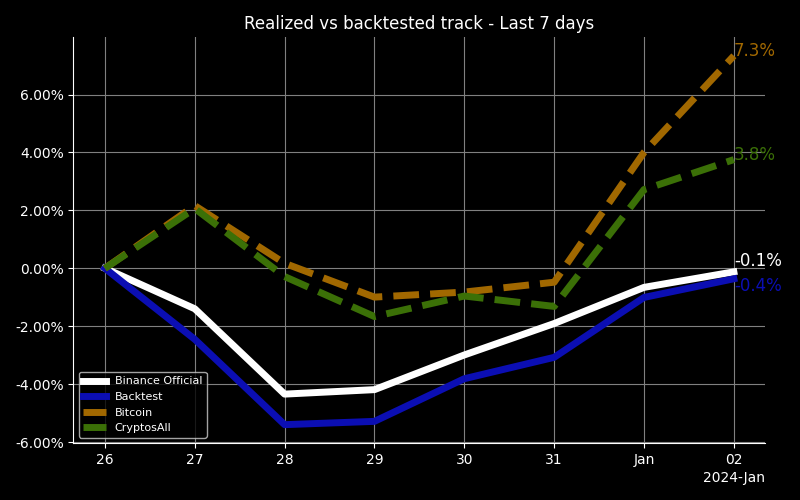 Realized vs backtested track - Last 7 days
7.3%
6.00%
4.00%
3.8%
2.00%
0.00%
-0.1%
-0.4%
-2.00%
-4.00%
-6.00%
Binance Official
Backtest
Bitcoin
CryptosAll
26 27 28 29 30 31 Jan 02
2024-Jan